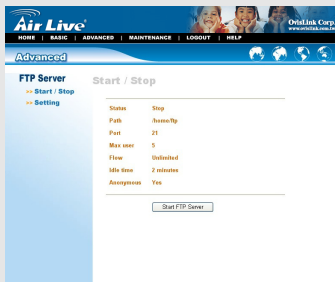 Air Live
OvisLink Corp.
www.ovislink.com.tw
HOME | BASIC | ADVANCED | MAINTENANCE | LOGOUT | HELP
Advanced
FTP Server
>> Start / Stop
>> Setting
Start / Stop
Status Stop
Path /home/ftp
Port 21
Max user 5
Flow Unlimited
Idle time 2 minutes
Anonymous Yes
Start FTP Server